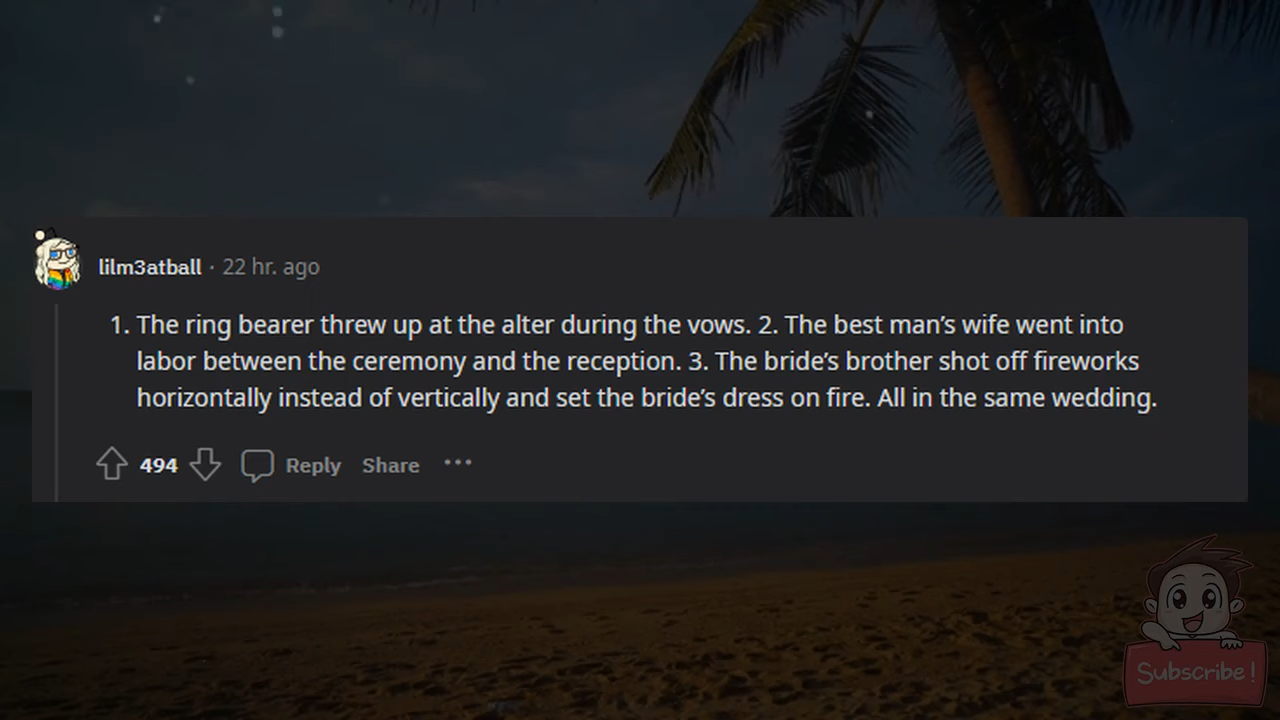 lilm3atball · 22 hr. ago
1. The ring bearer threw up at the alter during the vows. 2. The best man’s wife went into
labor between the ceremony and the reception. 3. The bride’s brother shot off fireworks
horizontally instead of vertically and set the bride’s dress on fire. All in the same wedding.
494 Reply Share ···
Subscribe!